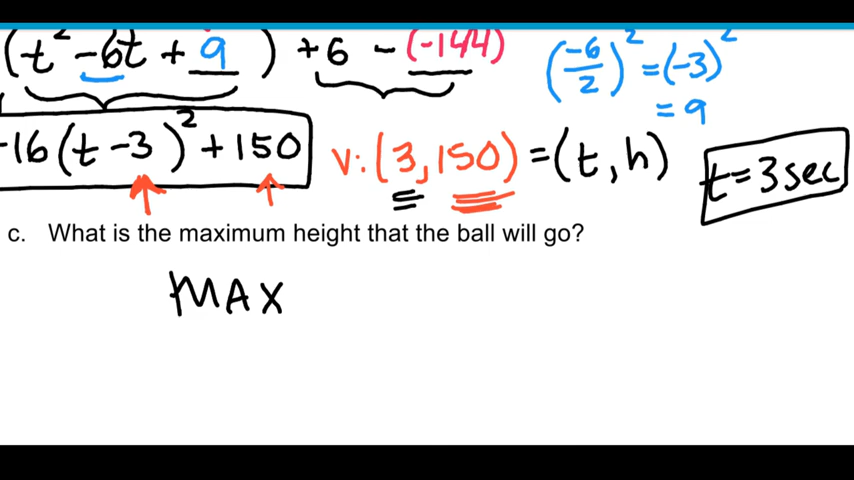 (t² -6t + 9 ) +6 - (-144)
(-6/2)² = (-3)²
= 9
-16(t -3)² + 150
v: (3, 150) = (t, h)
t = 3 sec
c. What is the maximum height that the ball will go?
MAX